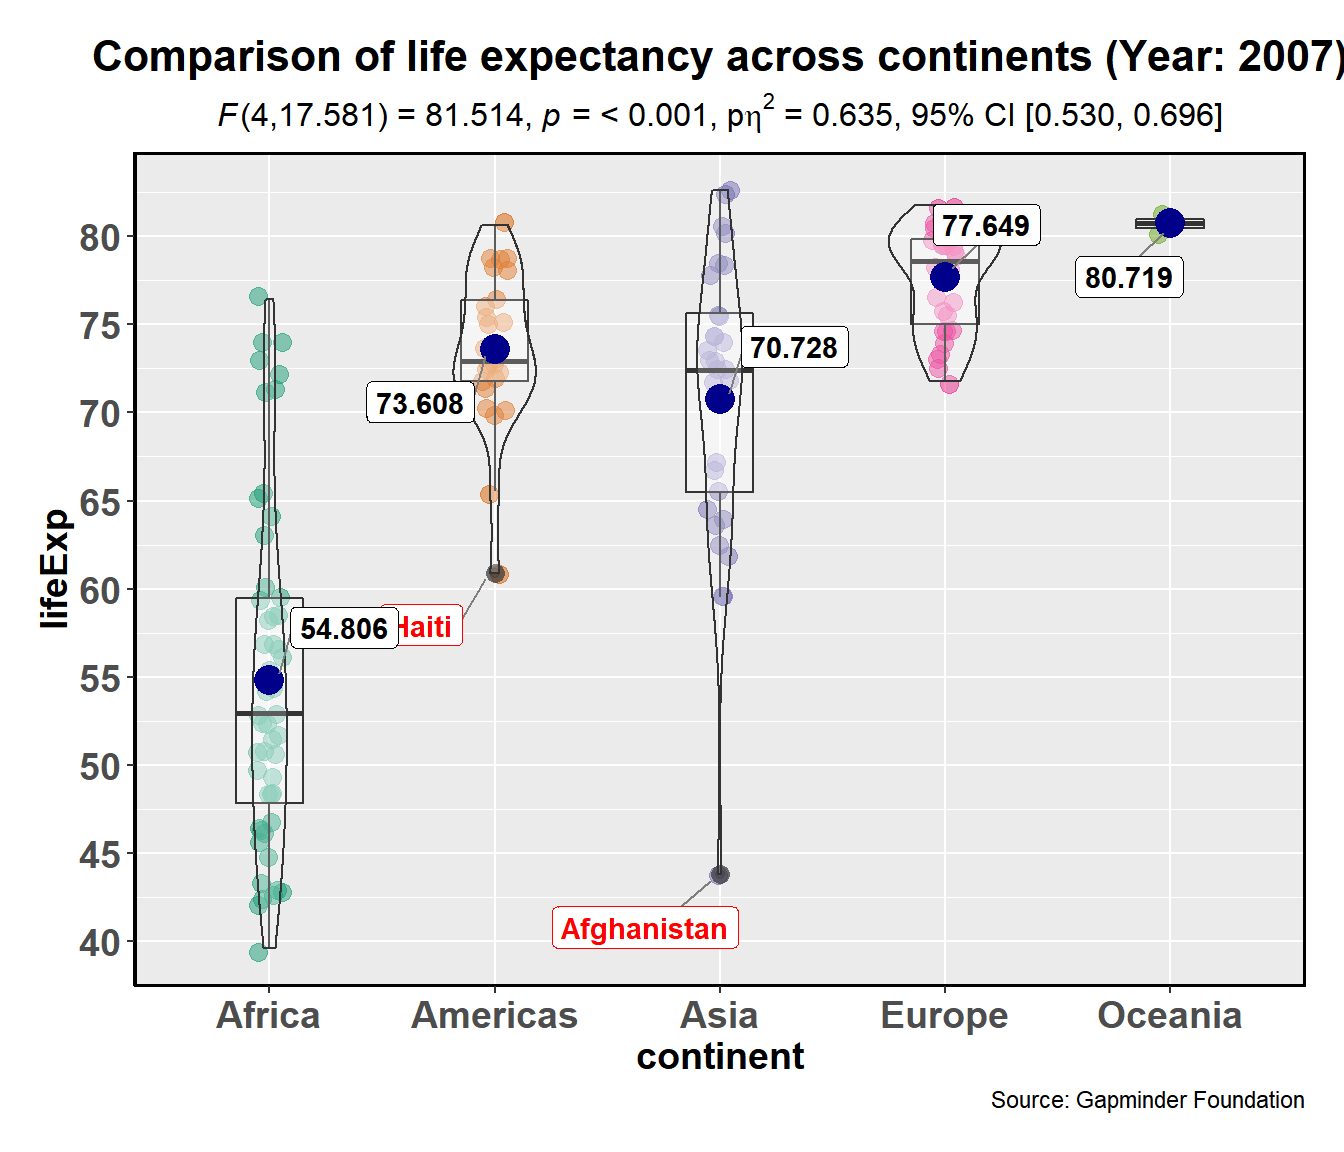 Comparison of life expectancy across continents (Year: 2007)
F(4,17.581) = 81.514, p = < 0.001, pη² = 0.635, 95% CI [0.530, 0.696]
lifeExp
80
75
70
65
60
55
50
45
40
77.649
80.719
70.728
73.608
54.806
Haiti
Afghanistan
Africa
Americas
Asia
Europe
Oceania
continent
Source: Gapminder Foundation